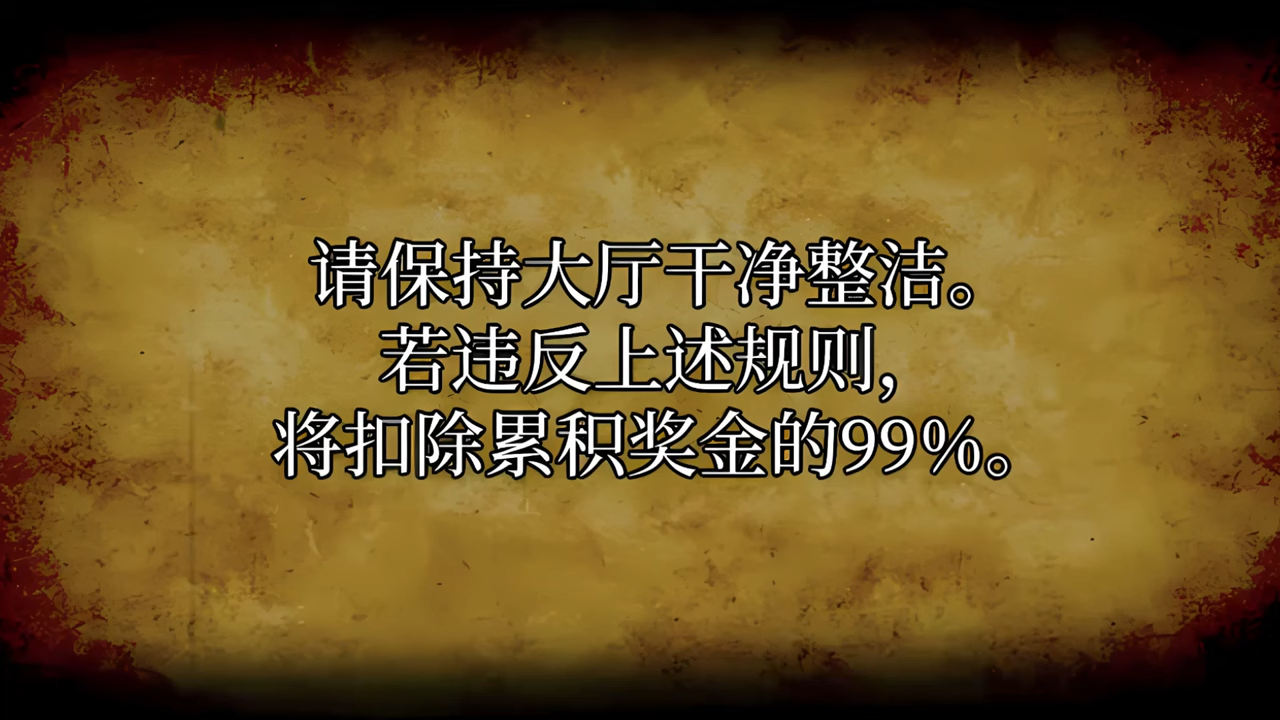 请保持大厅干净整洁。
若违反上述规则,
将扣除累积奖金的99%。